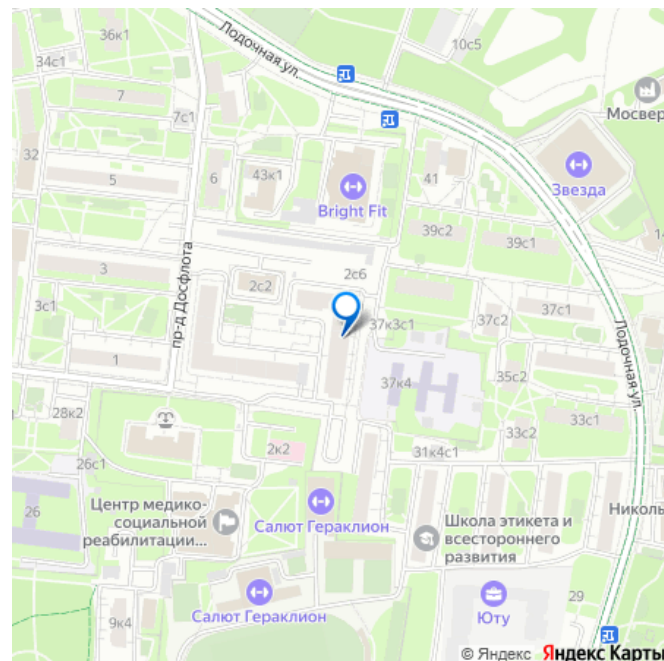 36к1
34с1
Лодочная ул.
10с5
7
7с1
Мосвер
32
5
6
43к1
41
Звезда
Bright Fit
14
39с2
39с1
пр-д Досфлота
3
2с6
2с2
3с1
37с1
37к3с1
37с2
Лодочная ул.
1
37к4
35с2
28к2
33с1
33с2
2к2
31к4с1
26с1
26
Центр медико-
социальной
реабилитации...
Салют Гераклион
Школа этикета и
всестороннего
развития
Николь
Салют Гераклион
9к4
Юту
29
© Яндекс Яндекс Карты